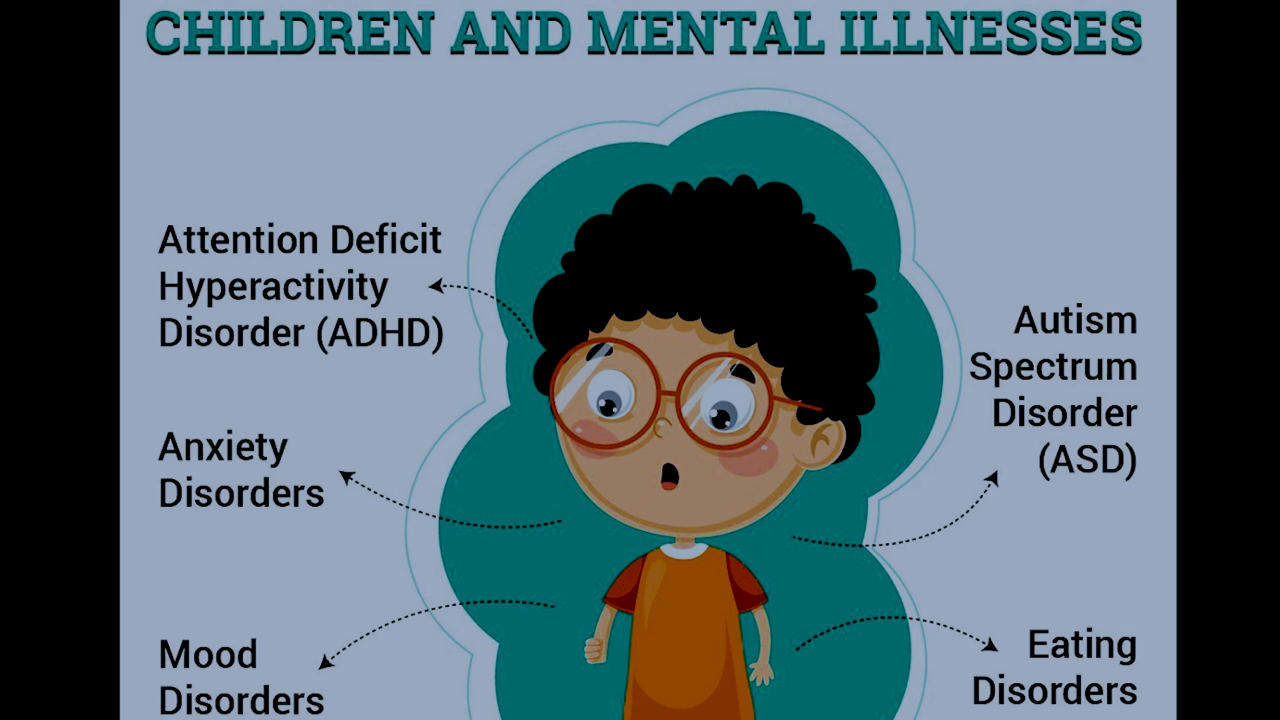 CHILDREN AND MENTAL ILLNESSES
Attention Deficit
Hyperactivity
Disorder (ADHD)
Anxiety
Disorders
Mood
Disorders
Autism
Spectrum
Disorder
(ASD)
Eating
Disorders